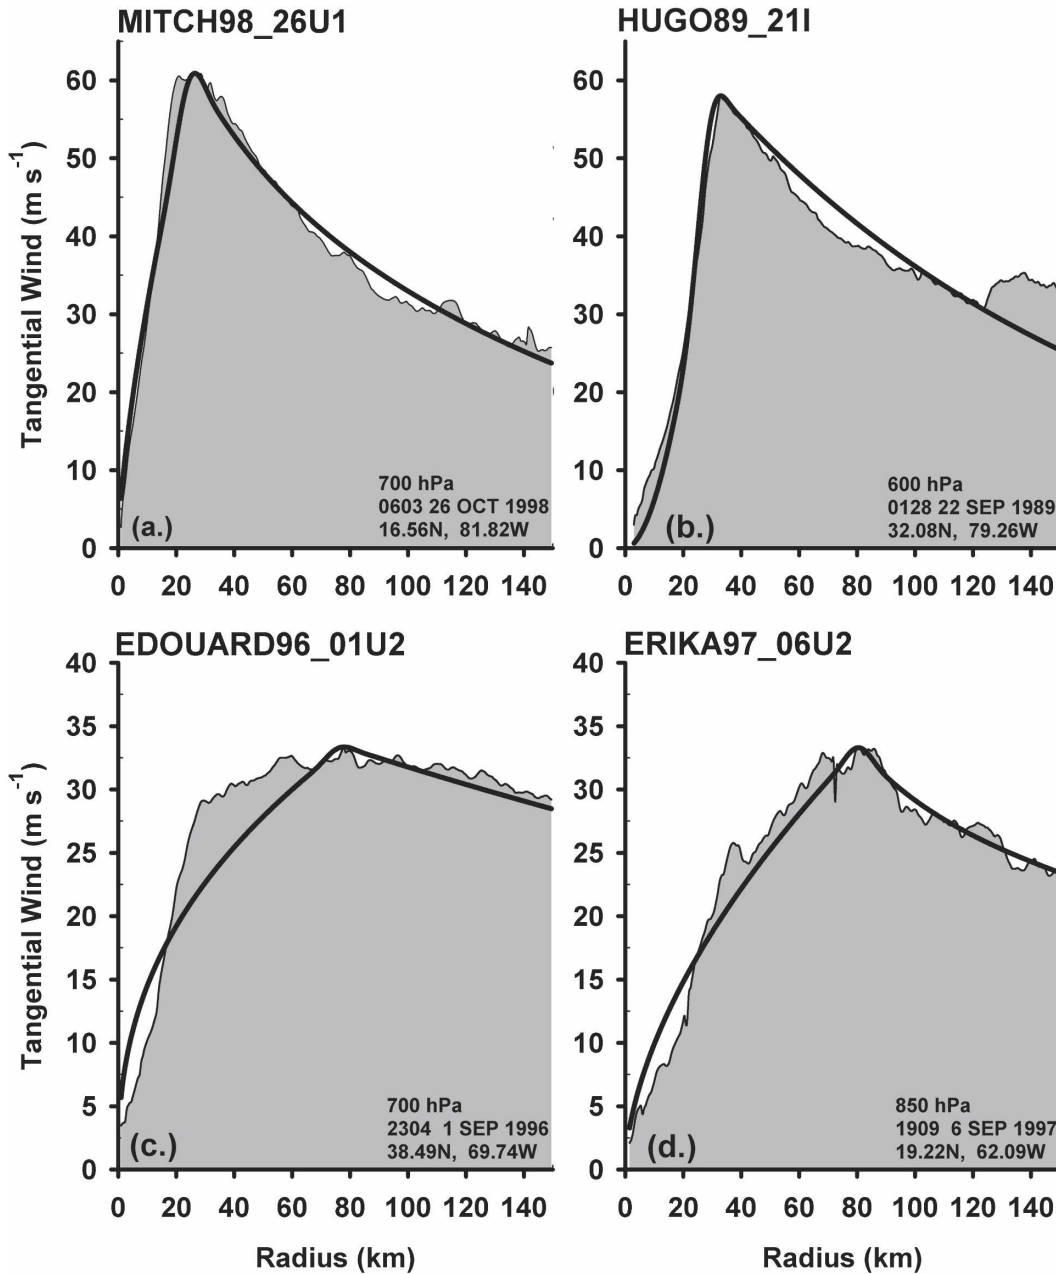 MITCH98_26U1
HUGO89_21I
Tangential Wind (m s⁻¹)
60
50
40
30
20
10
0
700 hPa
0603 26 OCT 1998
16.56N, 81.82W
(a.)
0 20 40 60 80 100 120 140
60
50
40
30
20
10
0
600 hPa
0128 22 SEP 1989
32.08N, 79.26W
(b.)
0 20 40 60 80 100 120 140
EDOUARD96_01U2
ERIKA97_06U2
Tangential Wind (m s⁻¹)
40
35
30
25
20
15
10
5
0
700 hPa
2304 1 SEP 1996
38.49N, 69.74W
(c.)
0 20 40 60 80 100 120 140
Radius (km)
40
35
30
25
20
15
10
5
0
850 hPa
1909 6 SEP 1997
19.22N, 62.09W
(d.)
0 20 40 60 80 100 120 140
Radius (km)